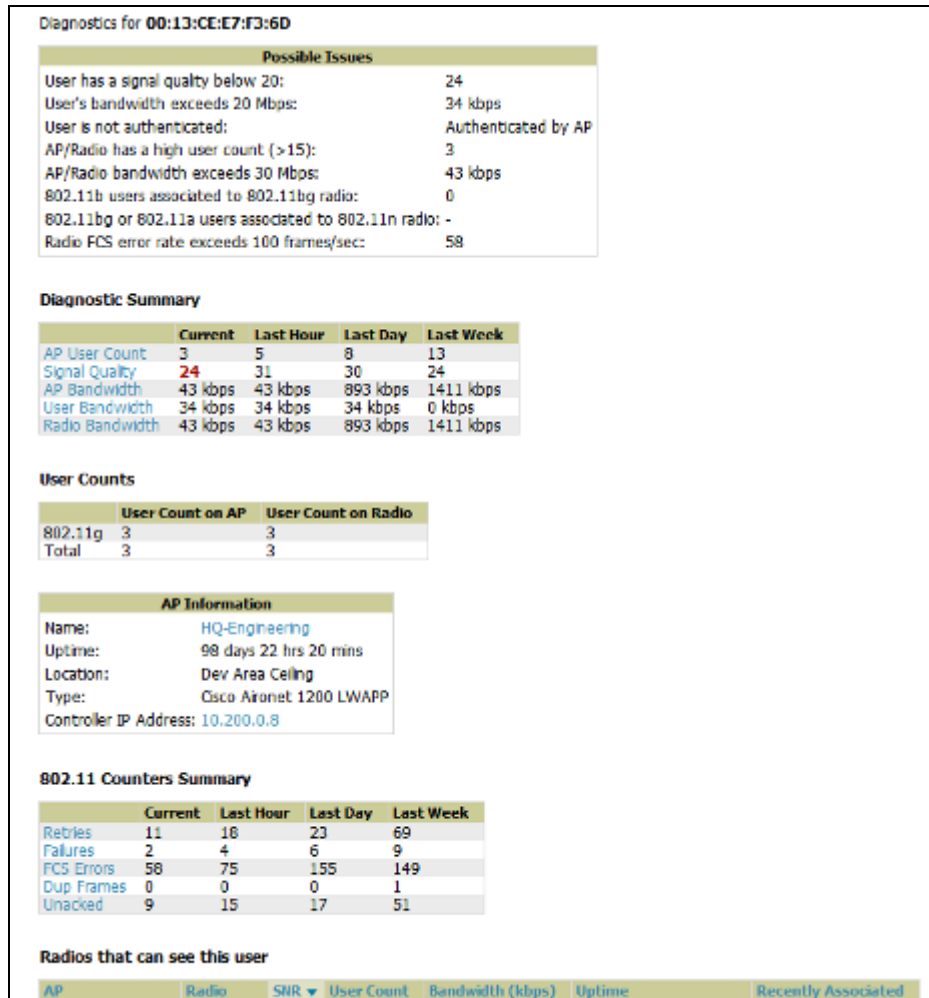 Diagnostics for 00:13:CE:E7:F3:6D
Possible Issues
User has a signal quality below 20: 24
User's bandwidth exceeds 20 Mbps: 34 kbps
User is not authenticated: Authenticated by AP
AP/Radio has a high user count (>15): 3
AP/Radio bandwidth exceeds 30 Mbps: 43 kbps
802.11b users associated to 802.11bg radio: 0
802.11bg or 802.11a users associated to 802.11n radio: -
Radio FCS error rate exceeds 100 frames/sec: 58
Diagnostic Summary
Current Last Hour Last Day Last Week
AP User Count 3 5 8 13
Signal Quality 24 31 30 24
AP Bandwidth 43 kbps 43 kbps 893 kbps 1411 kbps
User Bandwidth 34 kbps 34 kbps 34 kbps 0 kbps
Radio Bandwidth 43 kbps 43 kbps 893 kbps 1411 kbps
User Counts
User Count on AP User Count on Radio
802.11g 3 3
Total 3 3
AP Information
Name: HQ-Engineering
Uptime: 98 days 22 hrs 20 mins
Location: Dev Area Ceiling
Type: Cisco Aironet 1200 LWAPP
Controller IP Address: 10.200.0.8
802.11 Counters Summary
Current Last Hour Last Day Last Week
Retries 11 18 23 69
Failures 2 4 6 9
FCS Errors 58 75 155 149
Dup Frames 0 0 0 1
Unacked 9 15 17 51
Radios that can see this user
AP Radio SNR ▼ User Count Bandwidth (kbps) Uptime Recently Associated